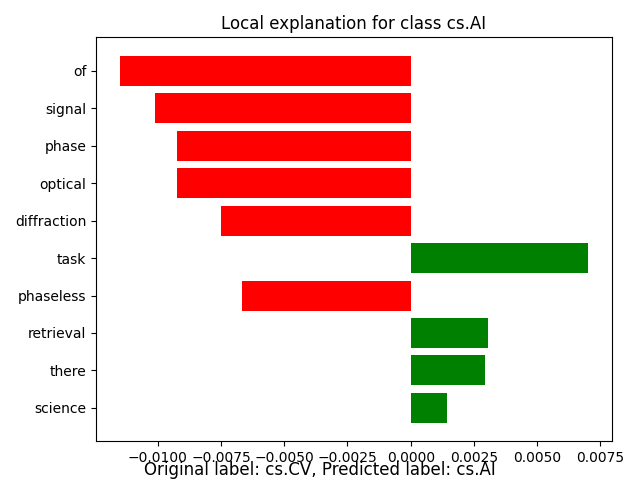 Local explanation for class cs.AI
of
signal
phase
optical
diffraction
task
phaseless
retrieval
there
science
−0.0100 −0.0075 −0.0050 −0.0025 0.0000 0.0025 0.0050 0.0075
Original label: cs.CV, Predicted label: cs.AI